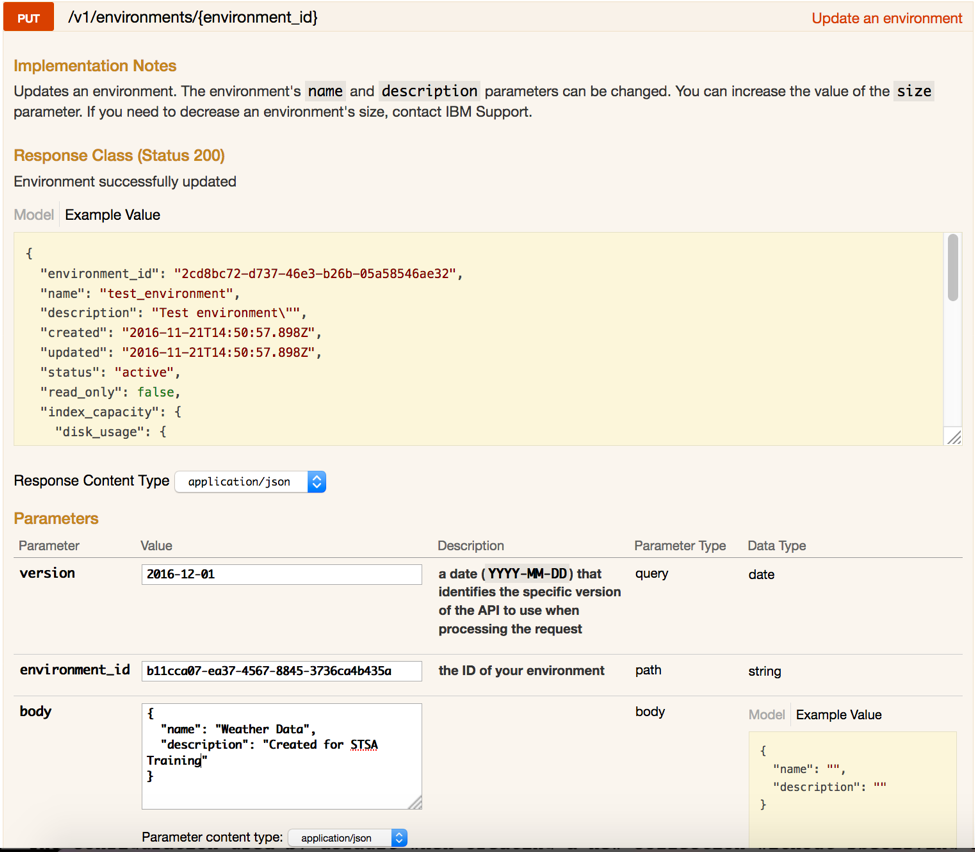 PUT /v1/environments/{environment_id} Update an environment
Implementation Notes
Updates an environment. The environment's name and description parameters can be changed. You can increase the value of the size
parameter. If you need to decrease an environment's size, contact IBM Support.
Response Class (Status 200)
Environment successfully updated
Model Example Value
{
"environment_id": "2cd8bc72-d737-46e3-b26b-05a58546ae32",
"name": "test_environment",
"description": "Test environment\"",
"created": "2016-11-21T14:50:57.898Z",
"updated": "2016-11-21T14:50:57.898Z",
"status": "active",
"read_only": false,
"index_capacity": {
"disk_usage": {
Response Content Type application/json
Parameters
Parameter Value Description Parameter Type Data Type
version 2016-12-01 a date (YYYY-MM-DD) that query date
identifies the specific version
of the API to use when
processing the request
environment_id b11cca07-ea37-4567-8845-3736ca4b435a the ID of your environment path string
body body Model Example Value
{
"name": "Weather Data",
"description": "Created for STSA
Training"
}
{
"name": "",
"description": ""
}
Parameter content type: application/json